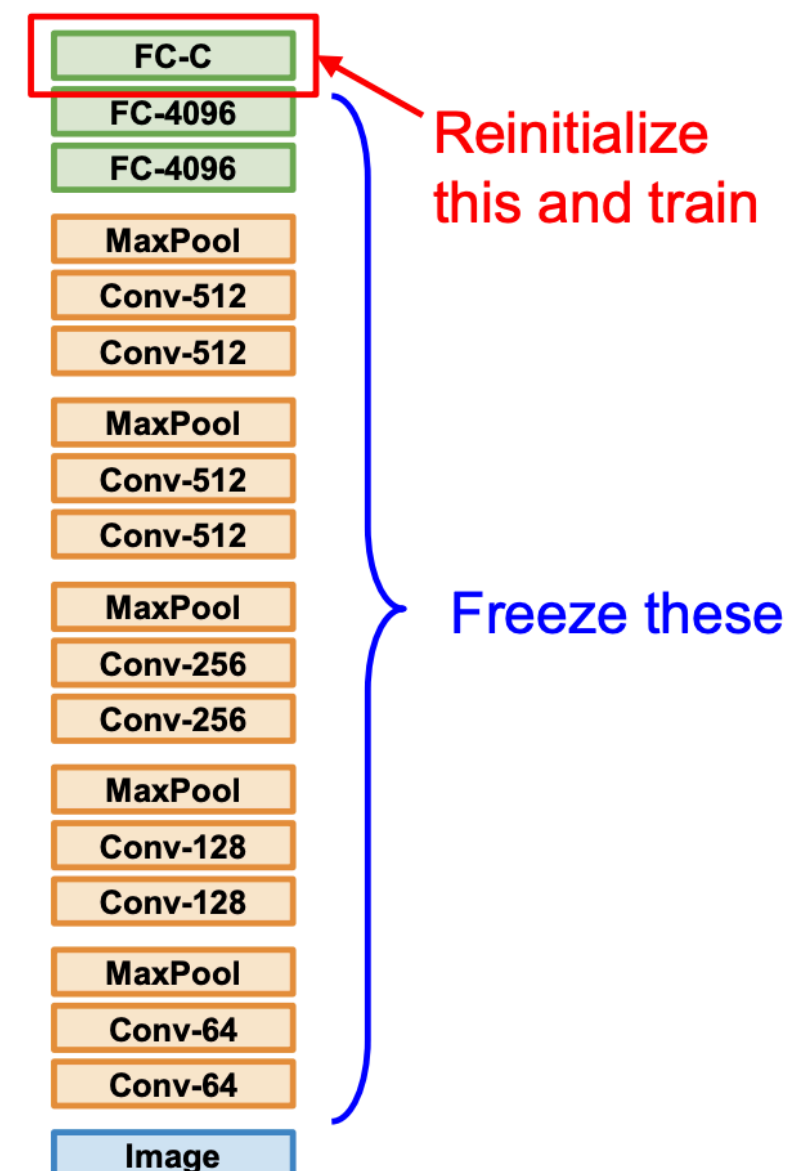 FC-C
FC-4096
FC-4096
MaxPool
Conv-512
Conv-512
MaxPool
Conv-512
Conv-512
MaxPool
Conv-256
Conv-256
MaxPool
Conv-128
Conv-128
MaxPool
Conv-64
Conv-64
Image
Reinitialize
this and train
Freeze these